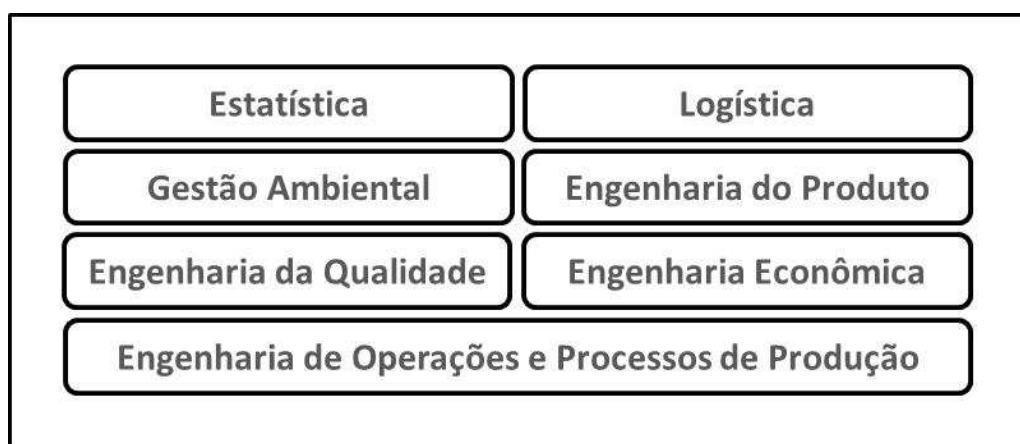 Estatística
Logística
Gestão Ambiental
Engenharia do Produto
Engenharia da Qualidade
Engenharia Econômica
Engenharia de Operações e Processos de Produção